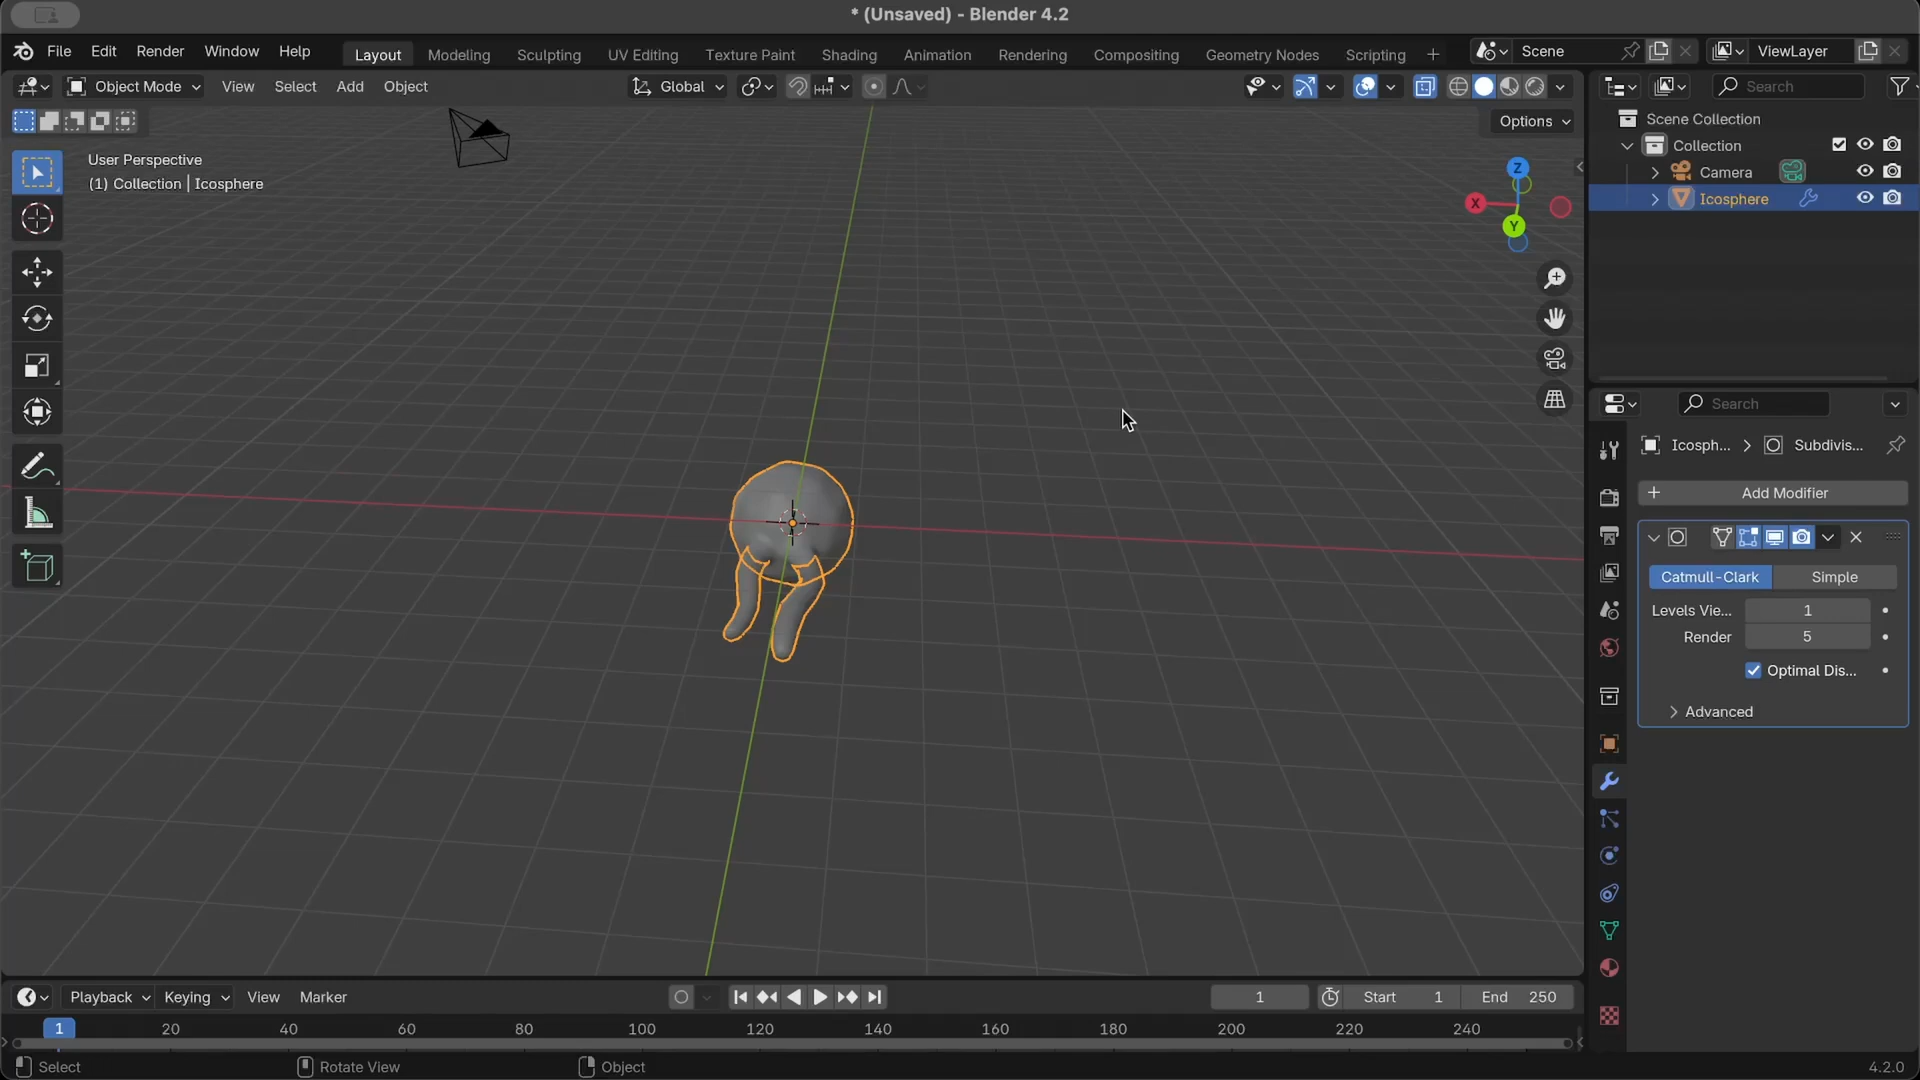 * (Unsaved) - Blender 4.2
File Edit Render Window Help Layout Modeling Sculpting UV Editing Texture Paint Shading Animation Rendering Compositing Geometry Nodes Scripting + Scene ViewLayer
Object Mode View Select Add Object Global Search
Options
User Perspective
(1) Collection | Icosphere
Z
X
Y
Scene Collection
Collection
Camera
Icosphere
Search
Icosph... > Subdivis...
+ Add Modifier
Catmull-Clark Simple
Levels Vie... 1
Render 5
Optimal Dis...
Advanced
Playback Keying View Marker 1 Start 1 End 250
1 20 40 60 80 100 120 140 160 180 200 220 240
Select Rotate View Object 4.2.0